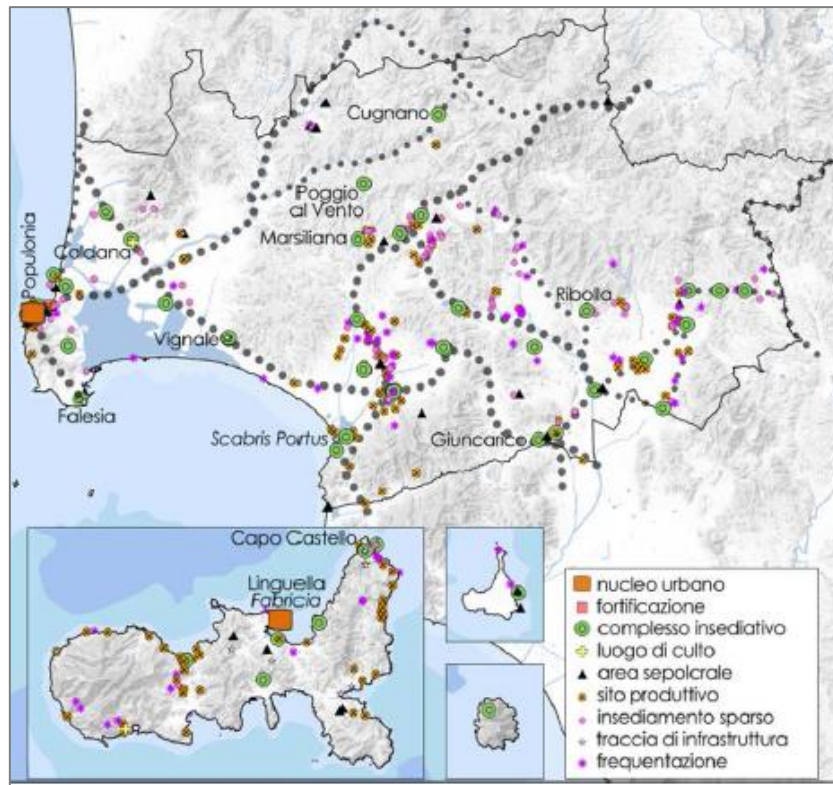 Cugnano
Poggio
al Vento
Marsiliana
Populonia
Caldana
Ribolla
Vignale
Falesia
Scabris Portus
Giuncarico
Capo Castello
Linguella
Fabricia
nucleo urbano
fortificazione
complesso insediativo
luogo di culto
area sepolcrale
sito produttivo
insediamento sparso
traccia di infrastruttura
frequentazione